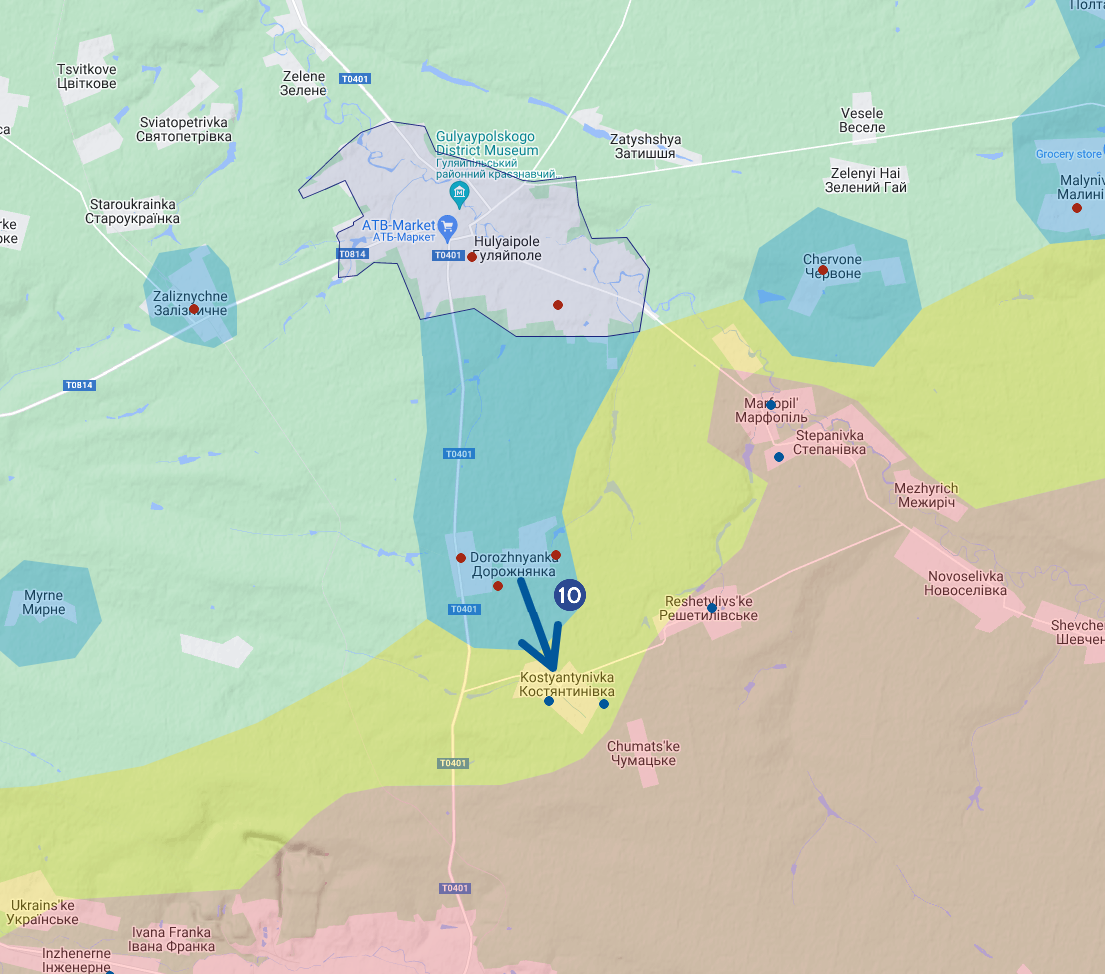 Полта
Tsvitkove
Цвіткове
Zelene
Зелене
T0401
Sviatopetrivka
Святопетрівка
Vesele
Веселе
са
Gulyaypolskogo
District Museum
Гуляйпільський
районний краєзнавчий...
Zatyshshya
Затишшя
Grocery store
Zelenyi Hai
Зелений Гай
Malyniv
Малині
Staroukrainka
Староукраїнка
rke
рке
ATB-Market
АТБ-Маркет
T0814
T0401
Hulyaipole
Гуляйполе
Chervone
Червоне
Zaliznychne
Залізничне
T0814
Marfopil'
Марфопіль
Stepanivka
Степанівка
T0401
Mezhyrich
Межиріч
Dorozhnyanka
Дорожнянка
10
Myrne
Мирне
T0401
Reshetylivs'ke
Решетилівське
Novoselivka
Новоселівка
Shevche
Шевчен
Kostyantynivka
Костянтинівка
Chumats'ke
Чумацьке
T0401
T0401
Ukrains'ke
Українське
Ivana Franka
Івана Франка
Inzhenerne
Інженерне